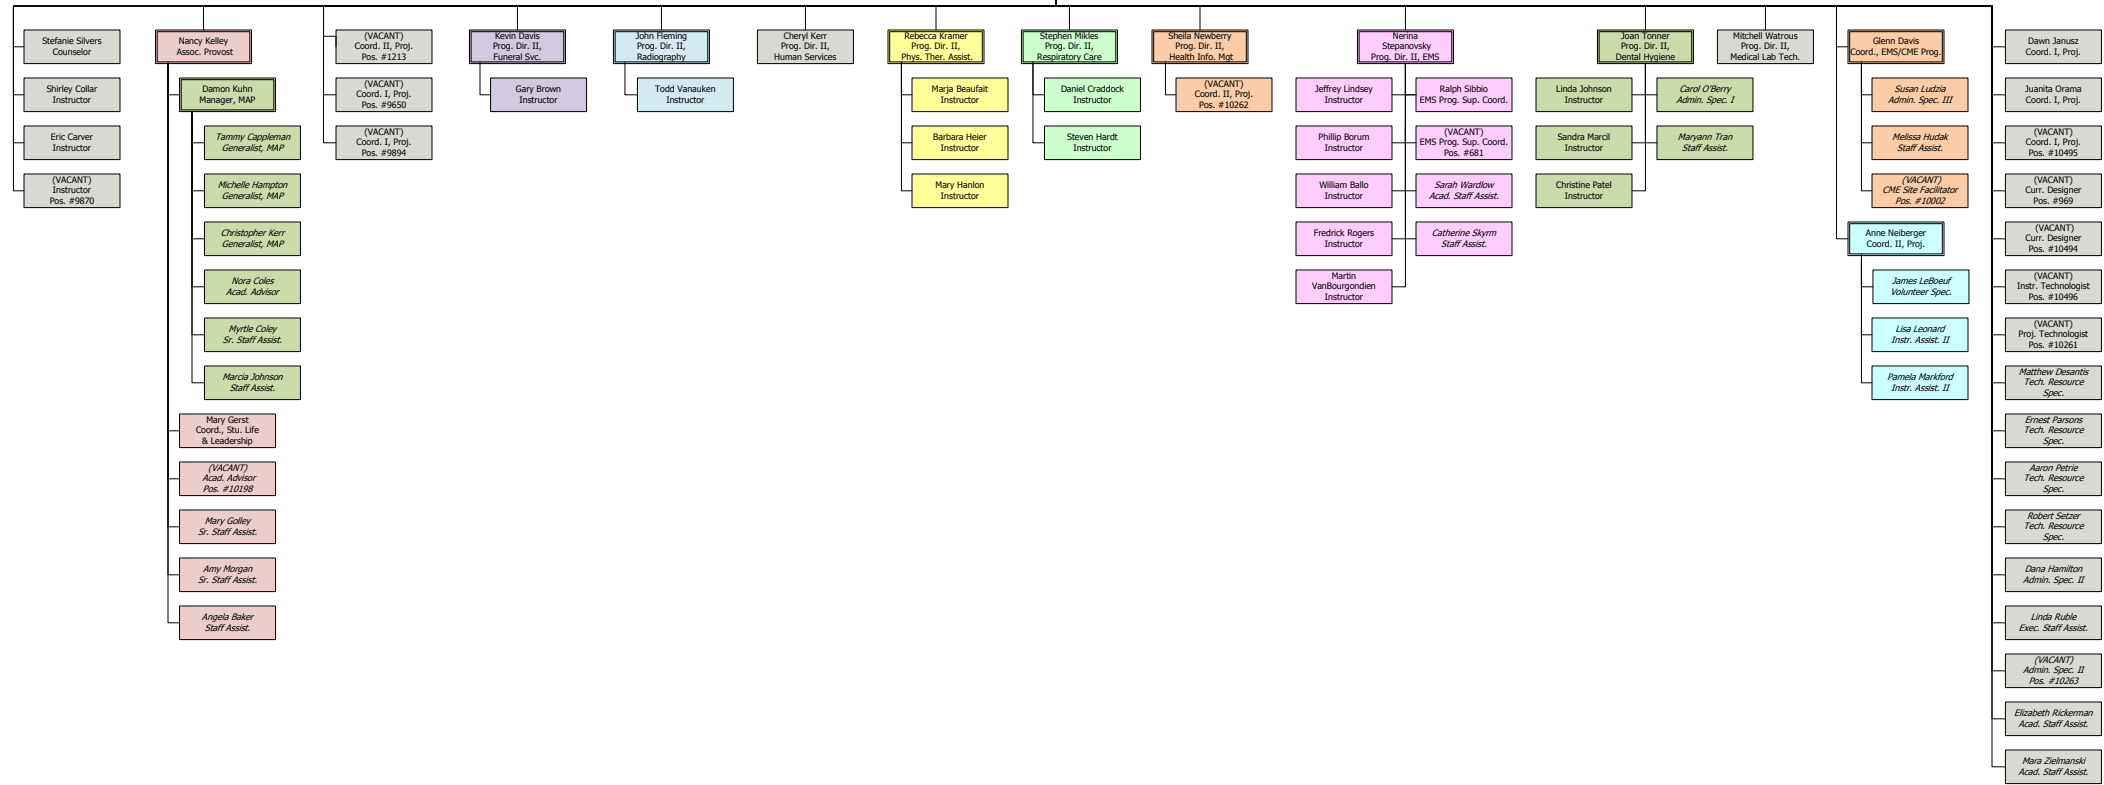 Stefanie Silvers
Counselor
Shirley Collar
Instructor
Eric Carver
Instructor
(VACANT)
Instructor
Pos. #9870
Nancy Kelley
Assoc. Provost
Damon Kuhn
Manager, MAP
Tammy Cappleman
Generalist, MAP
Michelle Hampton
Generalist, MAP
Christopher Kerr
Generalist, MAP
Nora Coles
Acad. Advisor
Myrtle Coley
Sr. Staff Assist.
Marcia Johnson
Staff Assist.
Mary Gerst
Coord., Stu. Life
& Leadership
(VACANT)
Acad. Advisor
Pos. #10198
Mary Golley
Sr. Staff Assist.
Amy Morgan
Sr. Staff Assist.
Angela Baker
Staff Assist.
(VACANT)
Coord. II, Proj.
Pos. #1213
(VACANT)
Coord. I, Proj.
Pos. #9650
(VACANT)
Coord. I, Proj.
Pos. #9894
Kevin Davis
Prog. Dir. II,
Funeral Svc.
Gary Brown
Instructor
John Fleming
Prog. Dir. II,
Radiography
Todd Vanauken
Instructor
Cheryl Kerr
Prog. Dir. II,
Human Services
Rebecca Kramer
Prog. Dir. II,
Phys. Ther. Assist.
Marja Beaufait
Instructor
Barbara Heier
Instructor
Mary Hanlon
Instructor
Stephen Mikles
Prog. Dir. II,
Respiratory Care
Daniel Craddock
Instructor
Steven Hardt
Instructor
Sheila Newberry
Prog. Dir. II,
Health Info. Mgt
(VACANT)
Coord. II, Proj.
Pos. #10262
Nerina
Stepanovsky
Prog. Dir. II, EMS
Jeffrey Lindsey
Instructor
Phillip Borum
Instructor
William Ballo
Instructor
Fredrick Rogers
Instructor
Martin
VanBourgondien
Instructor
Ralph Sibbio
EMS Prog. Sup. Coord.
(VACANT)
EMS Prog. Sup. Coord.
Pos. #681
Sarah Wardlow
Acad. Staff Assist.
Catherine Skyrm
Staff Assist.
Joan Tonner
Prog. Dir. II,
Dental Hygiene
Linda Johnson
Instructor
Sandra Marcil
Instructor
Christine Patel
Instructor
Carol O'Berry
Admin. Spec. I
Maryann Tran
Staff Assist.
Mitchell Watrous
Prog. Dir. II,
Medical Lab Tech.
Glenn Davis
Coord., EMS/CME Prog.
Susan Ludzia
Admin. Spec. III
Melissa Hudak
Staff Assist.
(VACANT)
CME Site Facilitator
Pos. #10002
Anne Neiberger
Coord. II, Proj.
James LeBoeuf
Volunteer Spec.
Lisa Leonard
Instr. Assist. II
Pamela Markford
Instr. Assist. II
Dawn Janusz
Coord. I, Proj.
Juanita Orama
Coord. I, Proj.
(VACANT)
Coord. I, Proj.
Pos. #10495
(VACANT)
Curr. Designer
Pos. #969
(VACANT)
Curr. Designer
Pos. #10494
(VACANT)
Instr. Technologist
Pos. #10496
(VACANT)
Proj. Technologist
Pos. #10261
Matthew Desantis
Tech. Resource
Spec.
Ernest Parsons
Tech. Resource
Spec.
Aaron Petrie
Tech. Resource
Spec.
Robert Setzer
Tech. Resource
Spec.
Dana Hamilton
Admin. Spec. II
Linda Ruble
Exec. Staff Assist.
(VACANT)
Admin. Spec. II
Pos. #10263
Elizabeth Rickerman
Acad. Staff Assist.
Mara Zielmanski
Acad. Staff Assist.